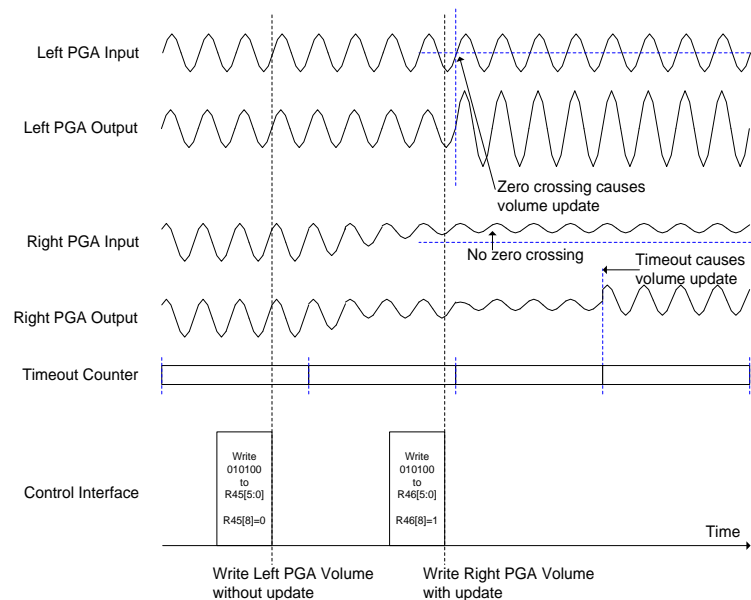 Left PGA Input
Left PGA Output
Zero crossing causes
volume update
Right PGA Input
No zero crossing
Timeout causes
volume update
Right PGA Output
Timeout Counter
Control Interface
Write
010100
to
R45[5:0]
R45[8]=0
Write
010100
to
R46[5:0]
R46[8]=1
Time
Write Left PGA Volume
without update
Write Right PGA Volume
with update